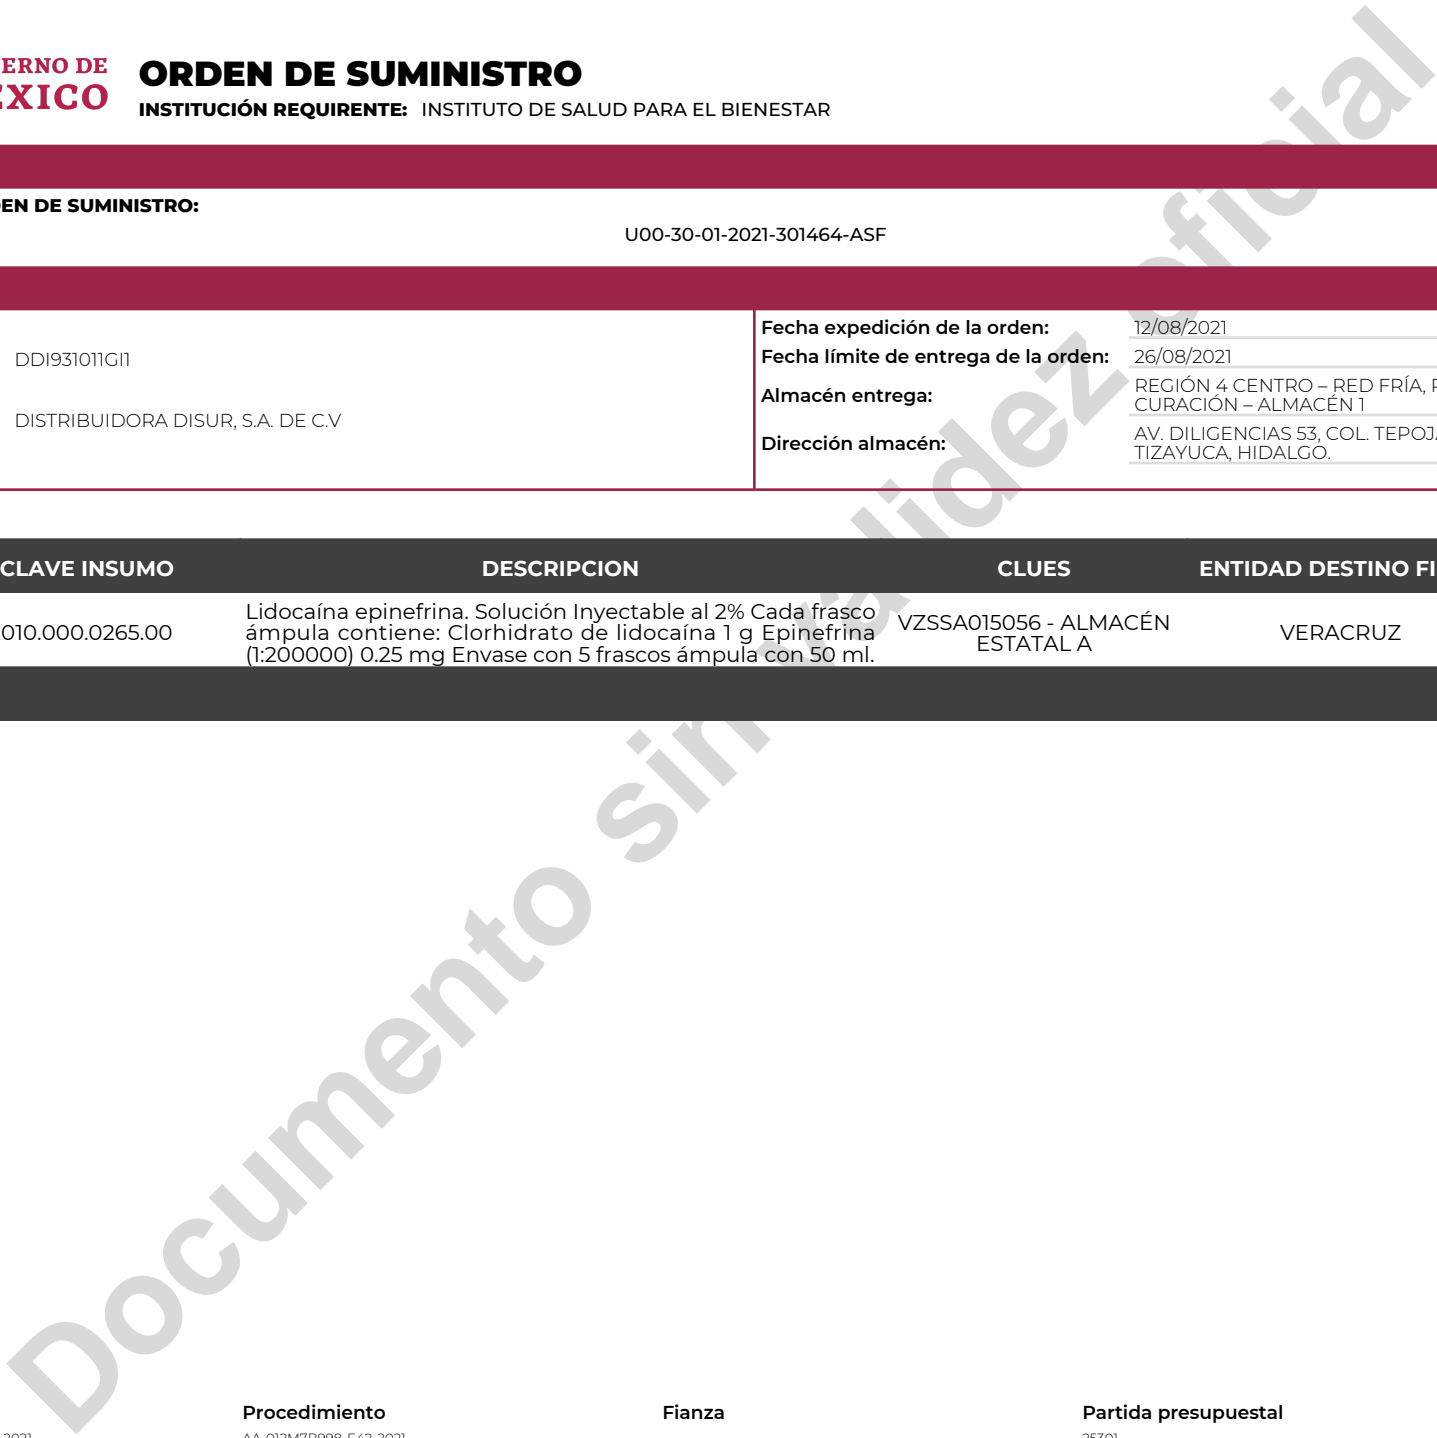 ERNO DE
ORDEN DE SUMINISTRO
INSTITUCIÓN REQUIRENTE: INSTITUTO DE SALUD PARA EL BIENESTAR
EXICO
EN DE SUMINISTRO:
U00-30-01-2021-301464-ASF
DDI931011GI1
DISTRIBUIDORA DISUR, S.A. DE C.V
Fecha expedición de la orden: 12/08/2021
Fecha límite de entrega de la orden: 26/08/2021
Almacén entrega: REGIÓN 4 CENTRO – RED FRÍA,
CURACIÓN – ALMACÉN 1
Dirección almacén: AV. DILIGENCIAS 53, COL. TEPOJ
TIZAYUCA, HIDALGO.
CLAVE INSUMO DESCRIPCION CLUES ENTIDAD DESTINO FI
010.000.0265.00
Lidocaína epinefrina. Solución Inyectable al 2% Cada frasco
ámpula contiene: Clorhidrato de lidocaína 1 g Epinefrina
(1:200000) 0.25 mg Envase con 5 frascos ámpula con 50 ml.
VZSSA015056 - ALMACÉN
ESTATAL A
VERACRUZ
Documento sin validez oficial
Procedimiento Fianza Partida presupuestal